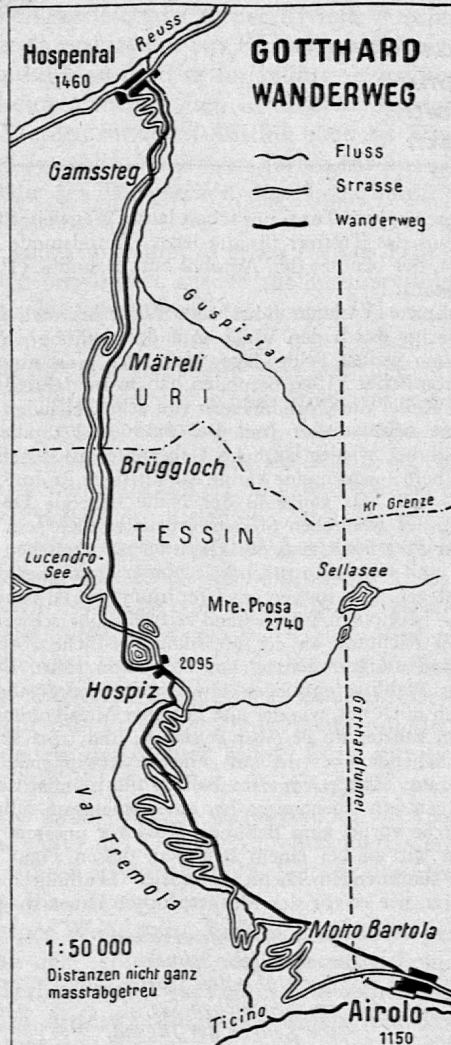 GOTTHARD
WANDERWEG
Fluss
Strasse
Wanderweg
Hospental
1460
Reuss
Gamssteg
Guspistal
Mätteli
URI
Brüggloch
Kt Grenze
TESSIN
Lucendro-
See
Sellasee
Mte. Prosa
2740
2095
Hospiz
Gotthardtunnel
Val Tremola
Motto Bartola
1:50 000
Distanzen nicht ganz
masstabgetreu
Ticino
Airolo
1150